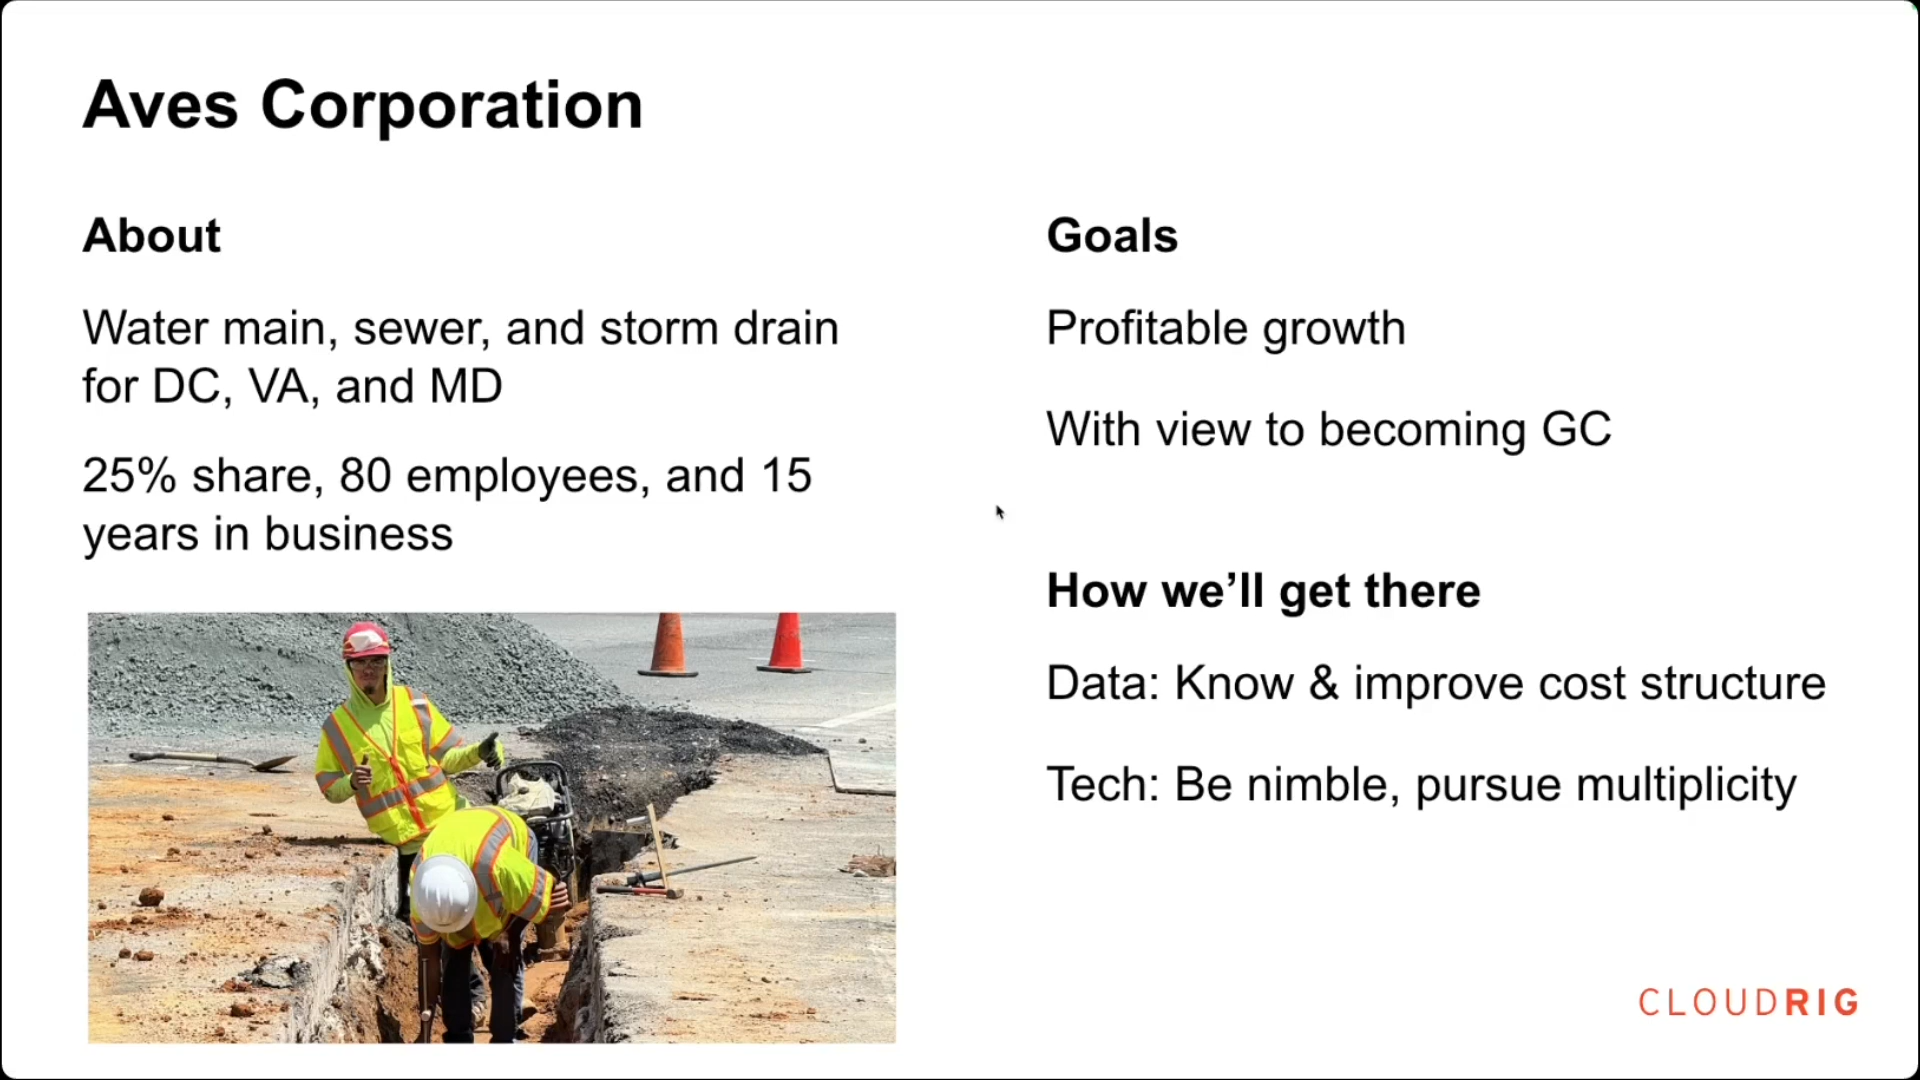 Aves Corporation
About
Water main, sewer, and storm drain
for DC, VA, and MD
25% share, 80 employees, and 15
years in business
Goals
Profitable growth
With view to becoming GC
How we’ll get there
Data: Know & improve cost structure
Tech: Be nimble, pursue multiplicity
CLOUDRIG